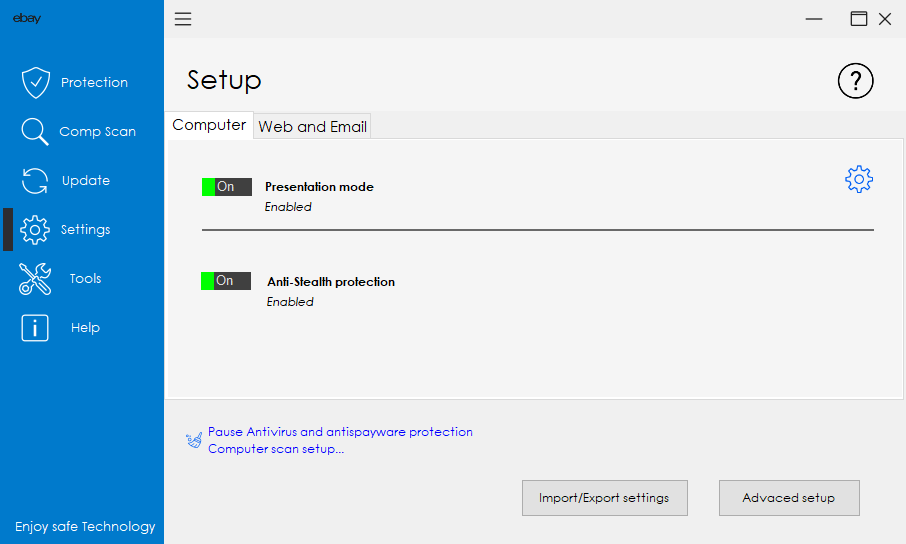 ebay
Protection
Comp Scan
Update
Settings
Tools
Help
Enjoy safe Technology
Setup
?
Computer
Web and Email
On
Presentation mode
Enabled
On
Anti-Stealth protection
Enabled
Pause Antivirus and antispayware protection
Computer scan setup...
Import/Export settings
Advaced setup